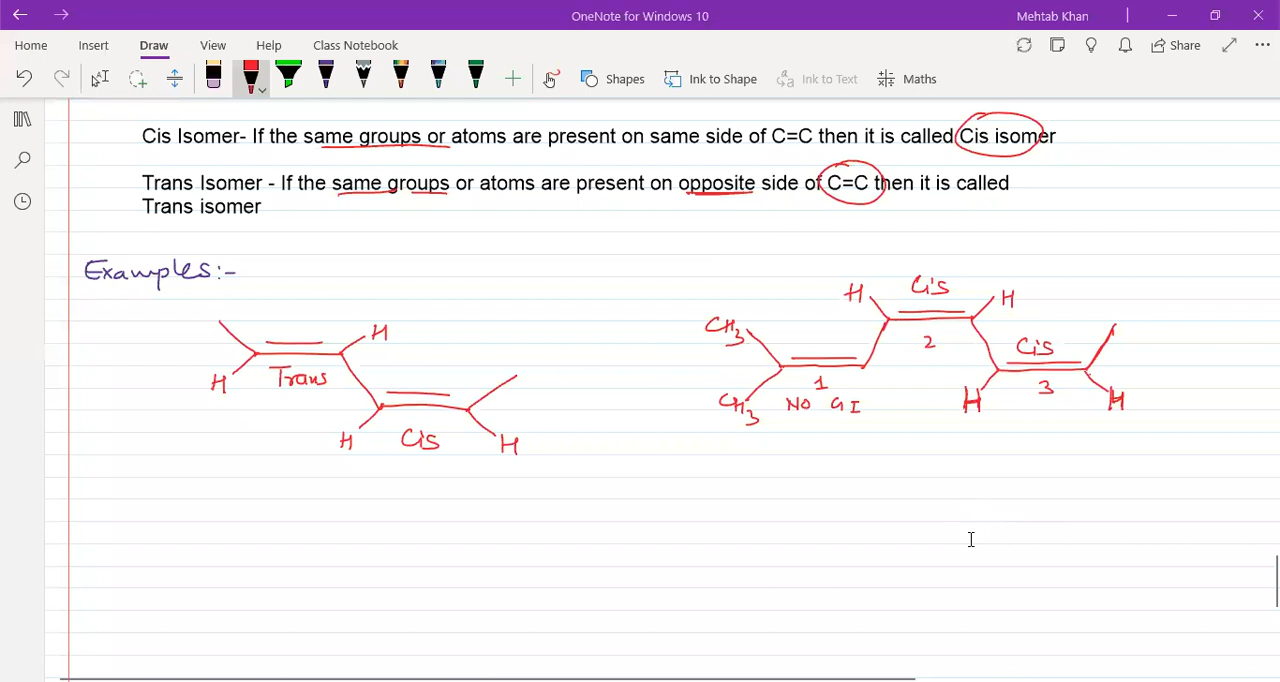 OneNote for Windows 10
Mehtab Khan
Home Insert Draw View Help Class Notebook
Share
Shapes Ink to Shape Ink to Text Maths
Cis Isomer- If the same groups or atoms are present on same side of C=C then it is called Cis isomer
Trans Isomer - If the same groups or atoms are present on opposite side of C=C then it is called
Trans isomer
Examples:-
H
H
Trans
H
Cis
H
CH3
CH3
1
No GI
H
Cis
H
2
Cis
3
H
H